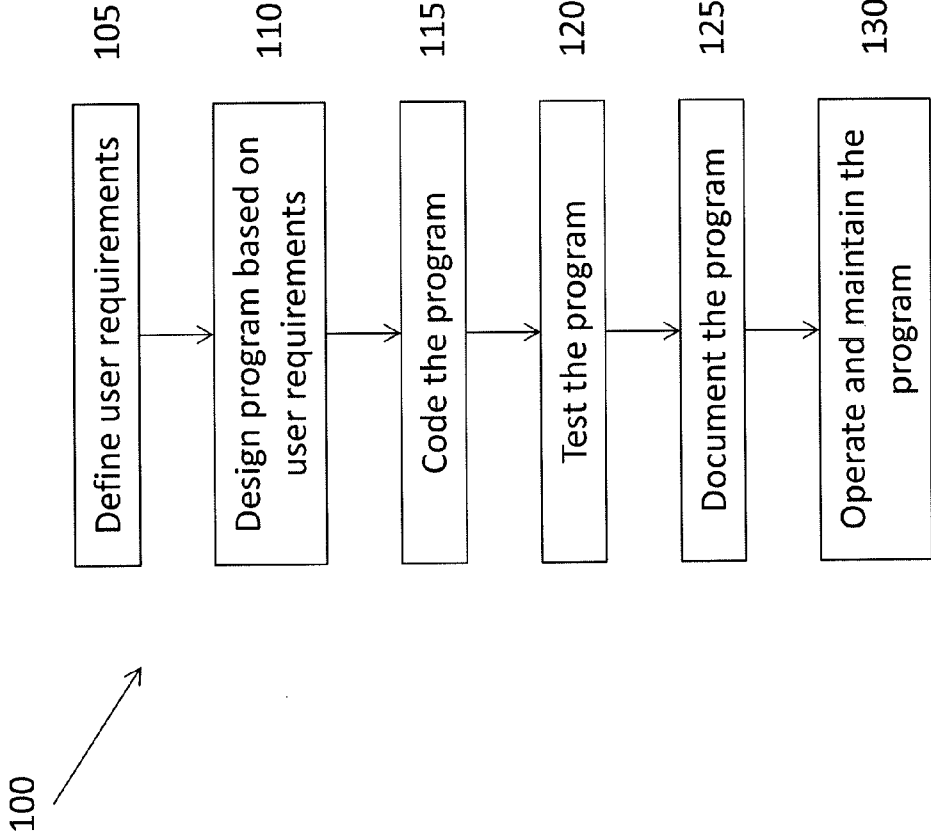 100
Define user requirements
105
Design program based on
user requirements
110
Code the program
115
Test the program
120
Document the program
125
Operate and maintain the
program
130